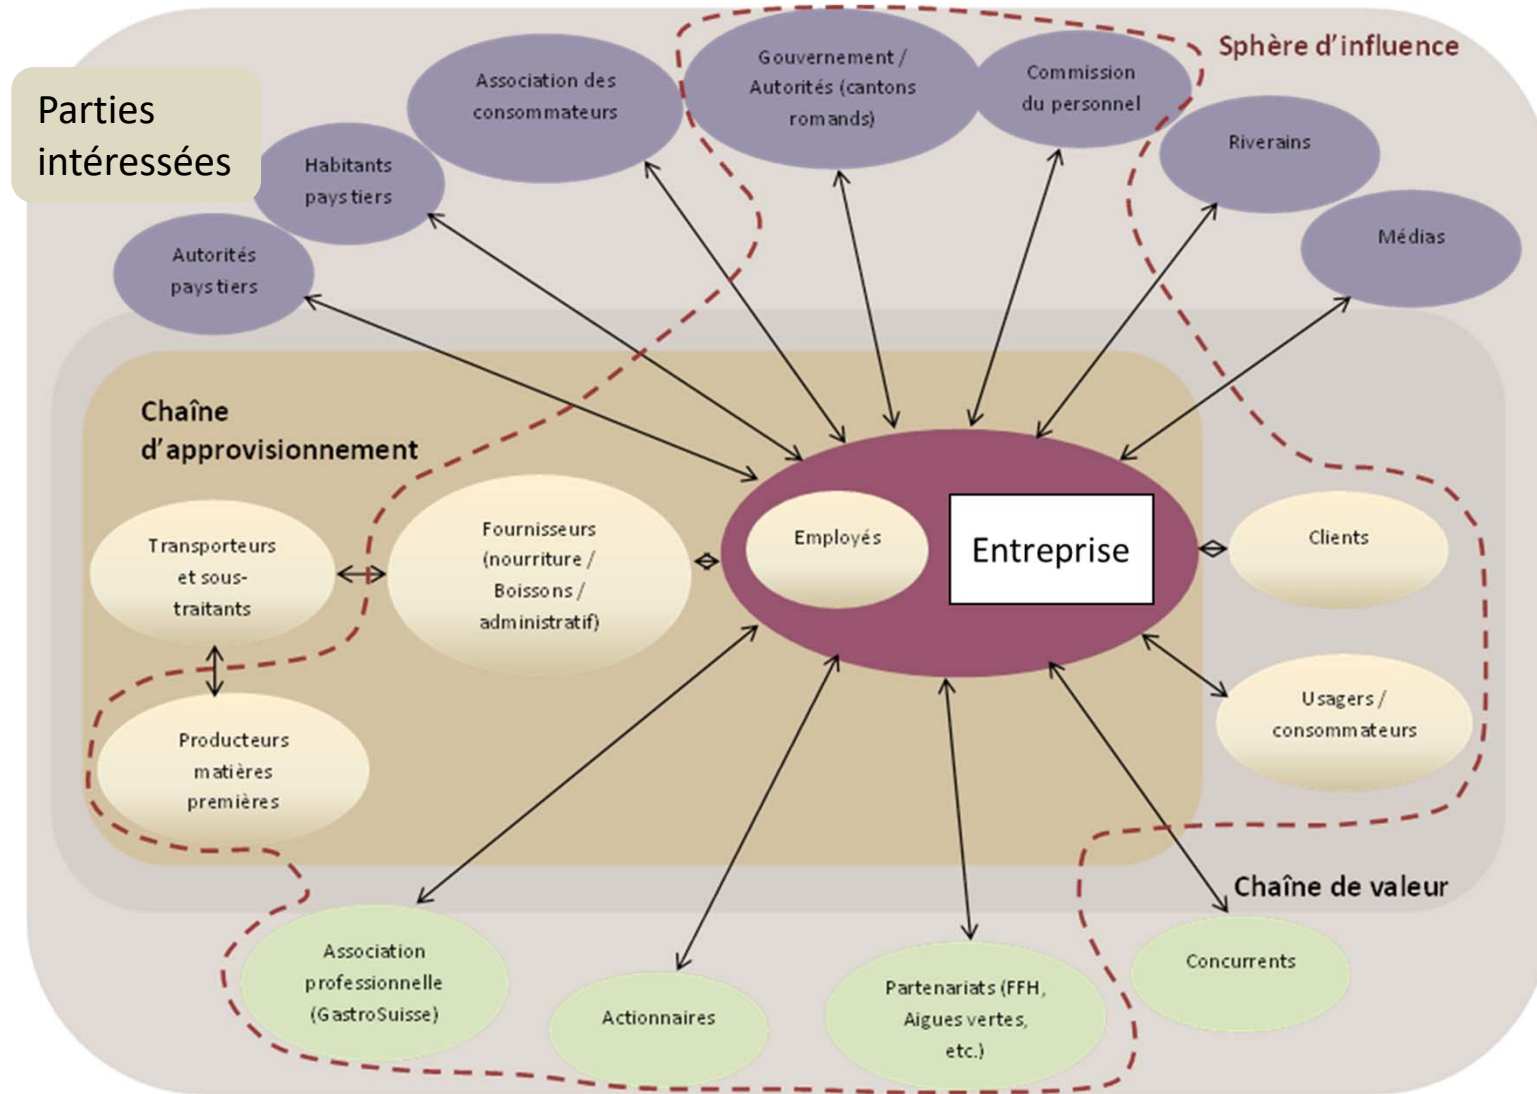 Sphère d'influence
Parties
intéressées
Association des
consommateurs
Gouvernement /
Autorités (cantons
romands)
Commission
du personnel
Riverains
Habitants
pays tiers
Médias
Autorités
pays tiers
Chaîne
d'approvisionnement
Transporteurs
et sous-
traitants
Fournisseurs
(nourriture /
Boissons /
administratif)
Employés
Entreprise
Clients
Producteurs
matières
premières
Usagers /
consommateurs
Chaîne de valeur
Association
professionnelle
(GastroSuisse)
Actionnaires
Partenariats (FFH,
Aigues vertes,
etc.)
Concurrents